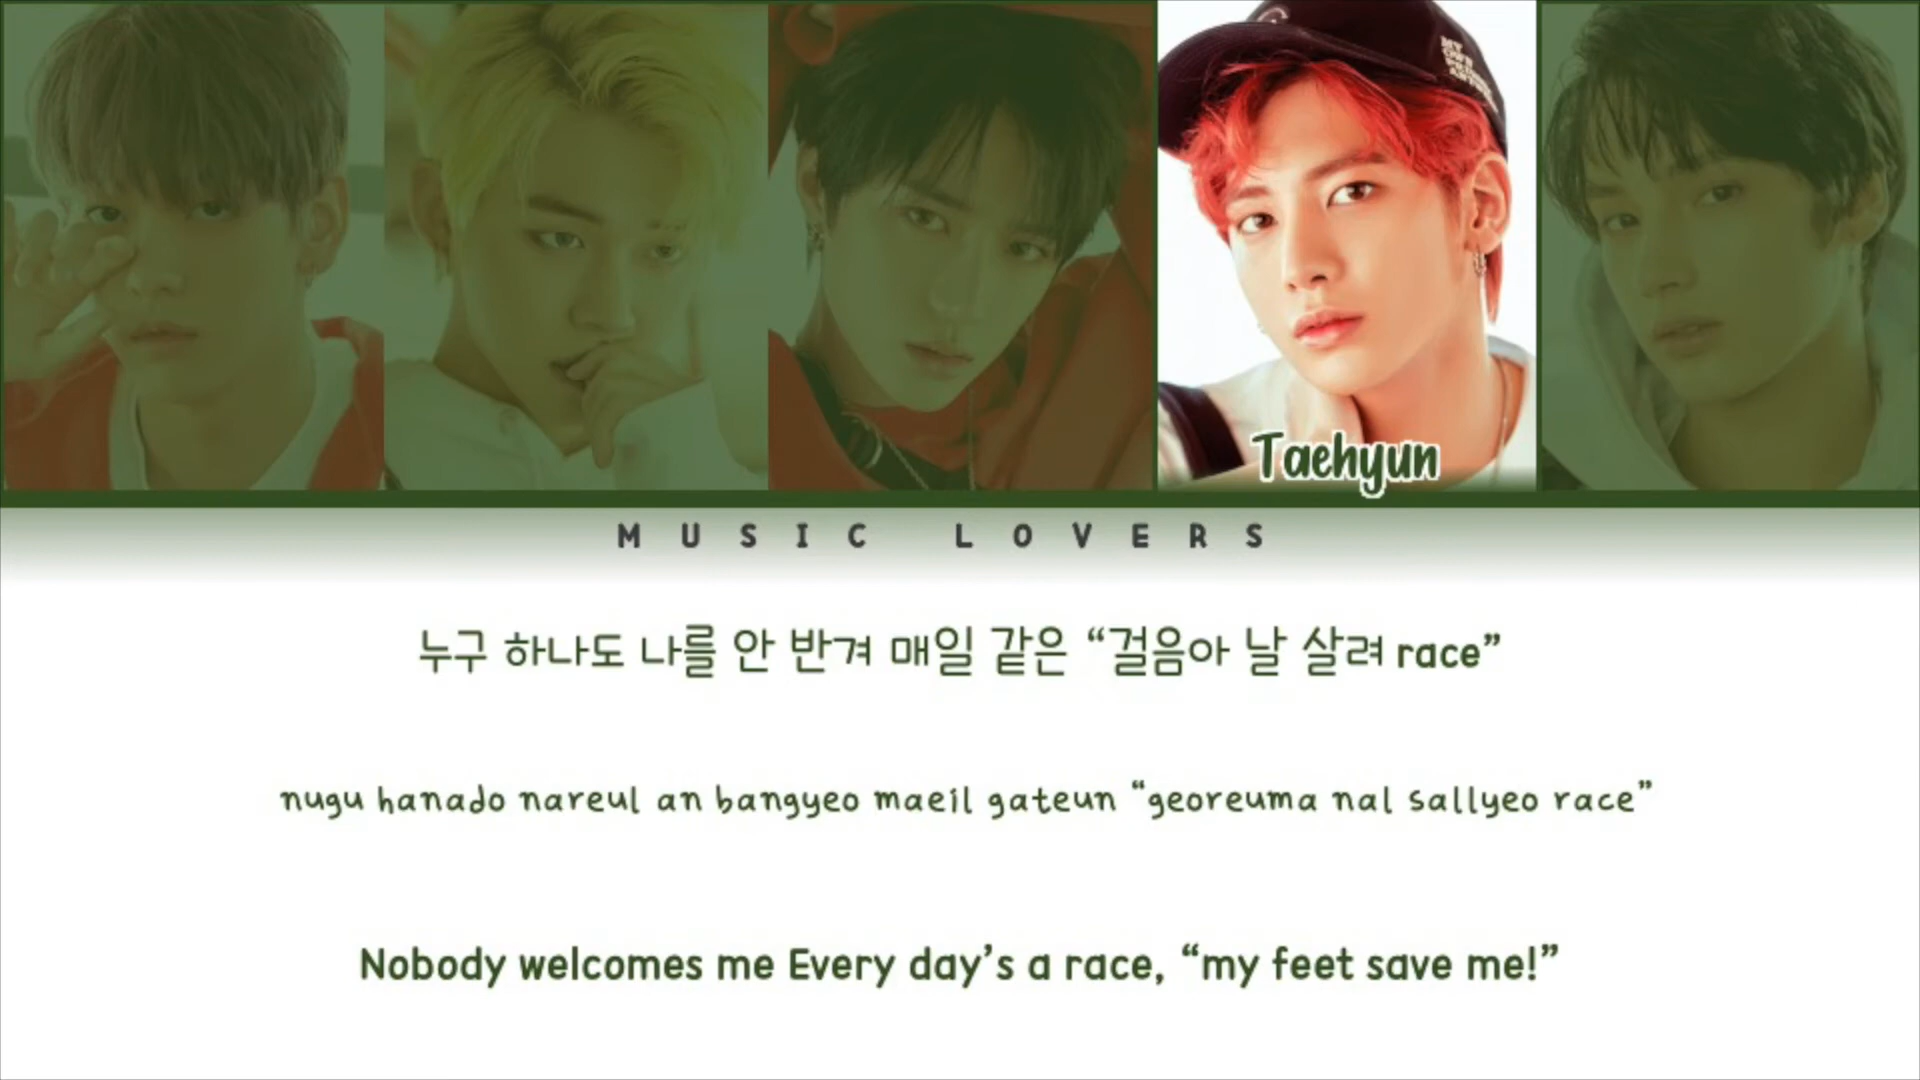 Taehyun
MUSIC LOVERS
누구 하나도 나를 안 반겨 매일 같은 “걸음아 날 살려 race”
nugu hanado nareul an bangyeo maeil gateun “georeuma nal sallyeo race”
Nobody welcomes me Every day’s a race, “my feet save me!”